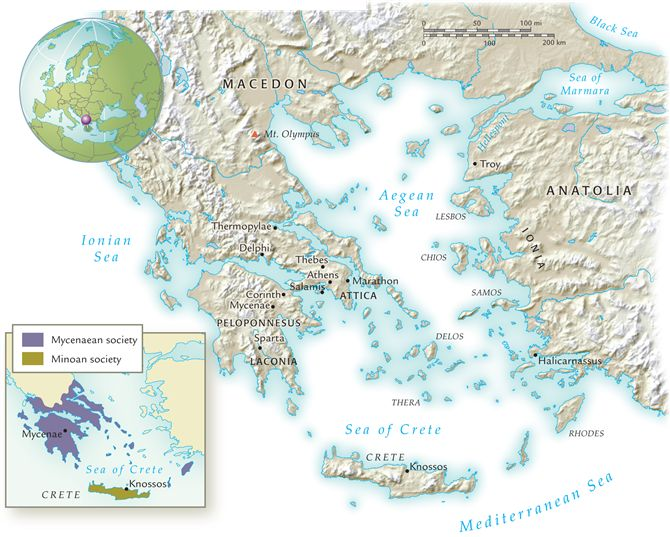 0 50 100 mi
0 100 200 km
Black Sea
MACEDON
Sea of
Marmara
Mt. Olympus
Hellespont
Troy
ANATOLIA
Aegean
Sea
LESBOS
Thermopylae
Ionian
Sea
Delphi
IONIA
CHIOS
Thebes
Athens
Marathon
Salamis
ATTICA
Corinth
SAMOS
Mycenae
PELOPONNESUS
Sparta
DELOS
LACONIA
Halicarnassus
THERA
RHODES
Sea of Crete
CRETE
Knossos
Mediterranean Sea
Mycenaean society
Minoan society
Mycenae
Sea of Crete
CRETE
Knossos